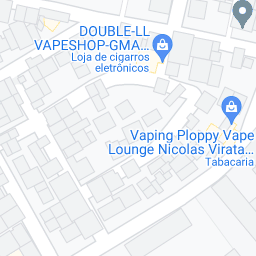 DOUBLE-LL
VAPESHOP-GMA...
Loja de cigarros
eletrônicos
Vaping Ploppy Vape
Lounge Nicolas Virata...
Tabacaria